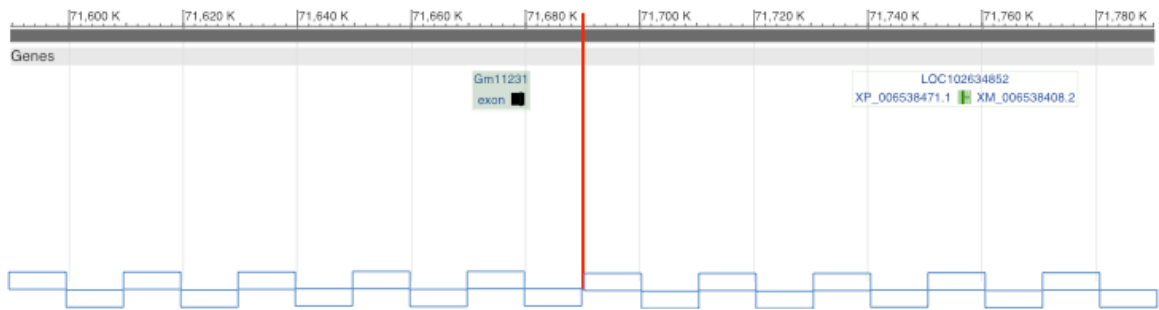 71,600 K 71,620 K 71,640 K 71,660 K 71,680 K 71,700 K 71,720 K 71,740 K 71,760 K 71,780 K
Genes
Gm11231 LOC102634852
exon XP_006538471.1 XM_006538408.2